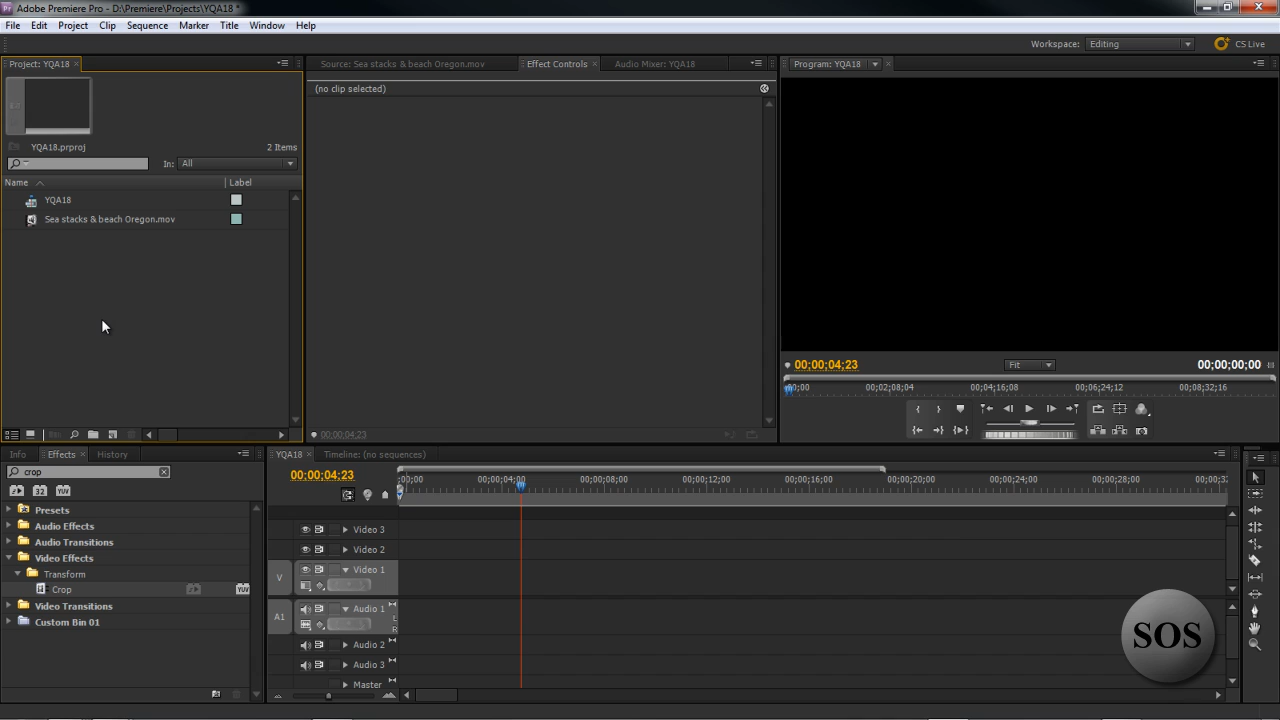 Adobe Premiere Pro - D:\Premiere\Projects\YQA18 *
File Edit Project Clip Sequence Marker Title Window Help
Workspace: Editing CS Live
Project: YQA18
Source: Sea stacks & beach Oregon.mov Effect Controls Audio Mixer: YQA18
Program: YQA18
(no clip selected)
YQA18.prproj 2 Items
In: All
Name Label
YQA18
Sea stacks & beach Oregon.mov
00;00;04;23 Fit 00;00;00;00
00;00 00;02;08;04 00;04;16;08 00;06;24;12 00;08;32;16
00;00;04;23
Info Effects History
crop
32 YUV
Presets
Audio Effects
Audio Transitions
Video Effects
Transform
Crop YUV
Video Transitions
Custom Bin 01
YQA18 Timeline: (no sequences)
00;00;04;23
;00;00 00;00;04;00 00;00;08;00 00;00;12;00 00;00;16;00 00;00;20;00 00;00;24;00 00;00;28;00 00;00;32
Video 3
Video 2
V Video 1
A1 Audio 1
L
R
Audio 2
Audio 3
Master
SOS